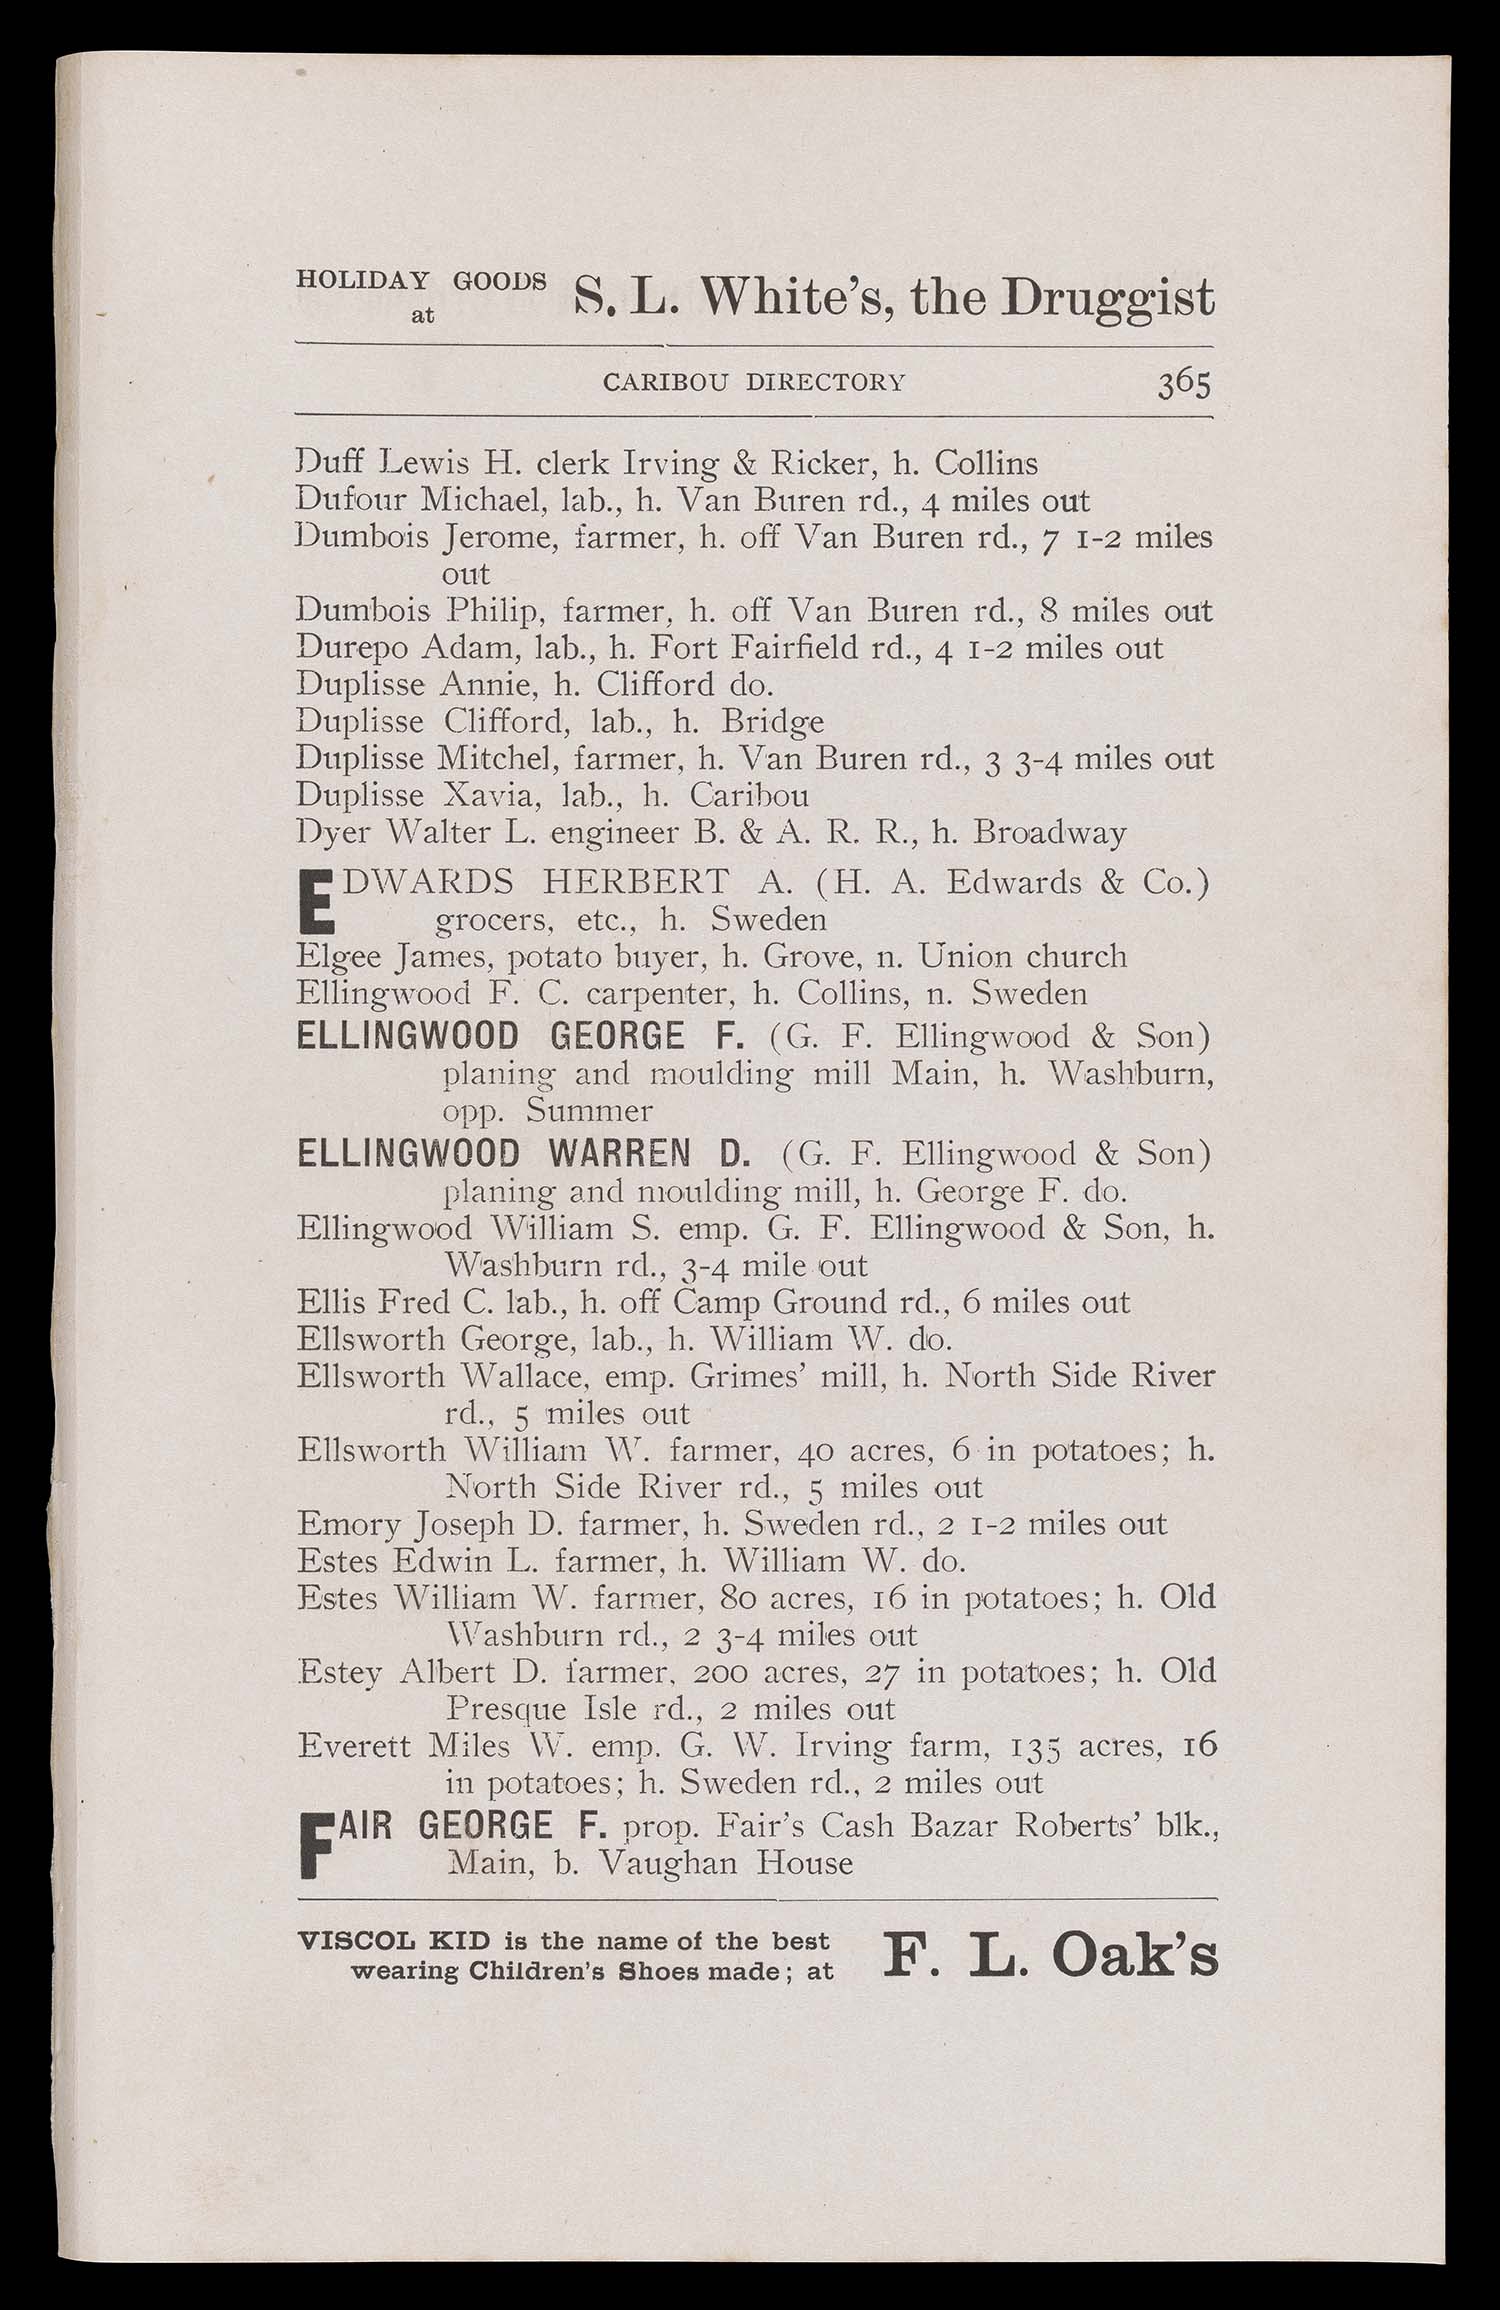 HOLIDAY GOODS
at
S. L. White's, the Druggist
CARIBOU DIRECTORY 365
Duff Lewis H. clerk Irving & Ricker, h. Collins
Dufour Michael, lab., h. Van Buren rd., 4 miles out
Dumbois Jerome, farmer, h. off Van Buren rd., 7 1-2 miles
out
Dumbois Philip, farmer, h. off Van Buren rd., 8 miles out
Durepo Adam, lab., h. Fort Fairfield rd., 4 1-2 miles out
Duplisse Annie, h. Clifford do.
Duplisse Clifford, lab., h. Bridge
Duplisse Mitchel, farmer, h. Van Buren rd., 3 3-4 miles out
Duplisse Xavia, lab., h. Caribou
Dyer Walter L. engineer B. & A. R. R., h. Broadway
EDWARDS HERBERT A. (H. A. Edwards & Co.)
grocers, etc., h. Sweden
Elgee James, potato buyer, h. Grove, n. Union church
Ellingwood F. C. carpenter, h. Collins, n. Sweden
ELLINGWOOD GEORGE F. (G. F. Ellingwood & Son)
planing and moulding mill Main, h. Washburn,
opp. Summer
ELLINGWOOD WARREN D. (G. F. Ellingwood & Son)
planing and moulding mill, h. George F. do.
Ellingwood William S. emp. G. F. Ellingwood & Son, h.
Washburn rd., 3-4 mile out
Ellis Fred C. lab., h. off Camp Ground rd., 6 miles out
Ellsworth George, lab., h. William W. do.
Ellsworth Wallace, emp. Grimes' mill, h. North Side River
rd., 5 miles out
Ellsworth William W. farmer, 40 acres, 6 in potatoes; h.
North Side River rd., 5 miles out
Emory Joseph D. farmer, h. Sweden rd., 2 1-2 miles out
Estes Edwin L. farmer, h. William W. do.
Estes William W. farmer, 80 acres, 16 in potatoes; h. Old
Washburn rd., 2 3-4 miles out
Estey Albert D. farmer, 200 acres, 27 in potatoes; h. Old
Presque Isle rd., 2 miles out
Everett Miles W. emp. G. W. Irving farm, 135 acres, 16
in potatoes; h. Sweden rd., 2 miles out
FAIR GEORGE F. prop. Fair's Cash Bazar Roberts' blk.,
Main, b. Vaughan House
VISCOL KID is the name of the best
wearing Children's Shoes made; at
F. L. Oak's